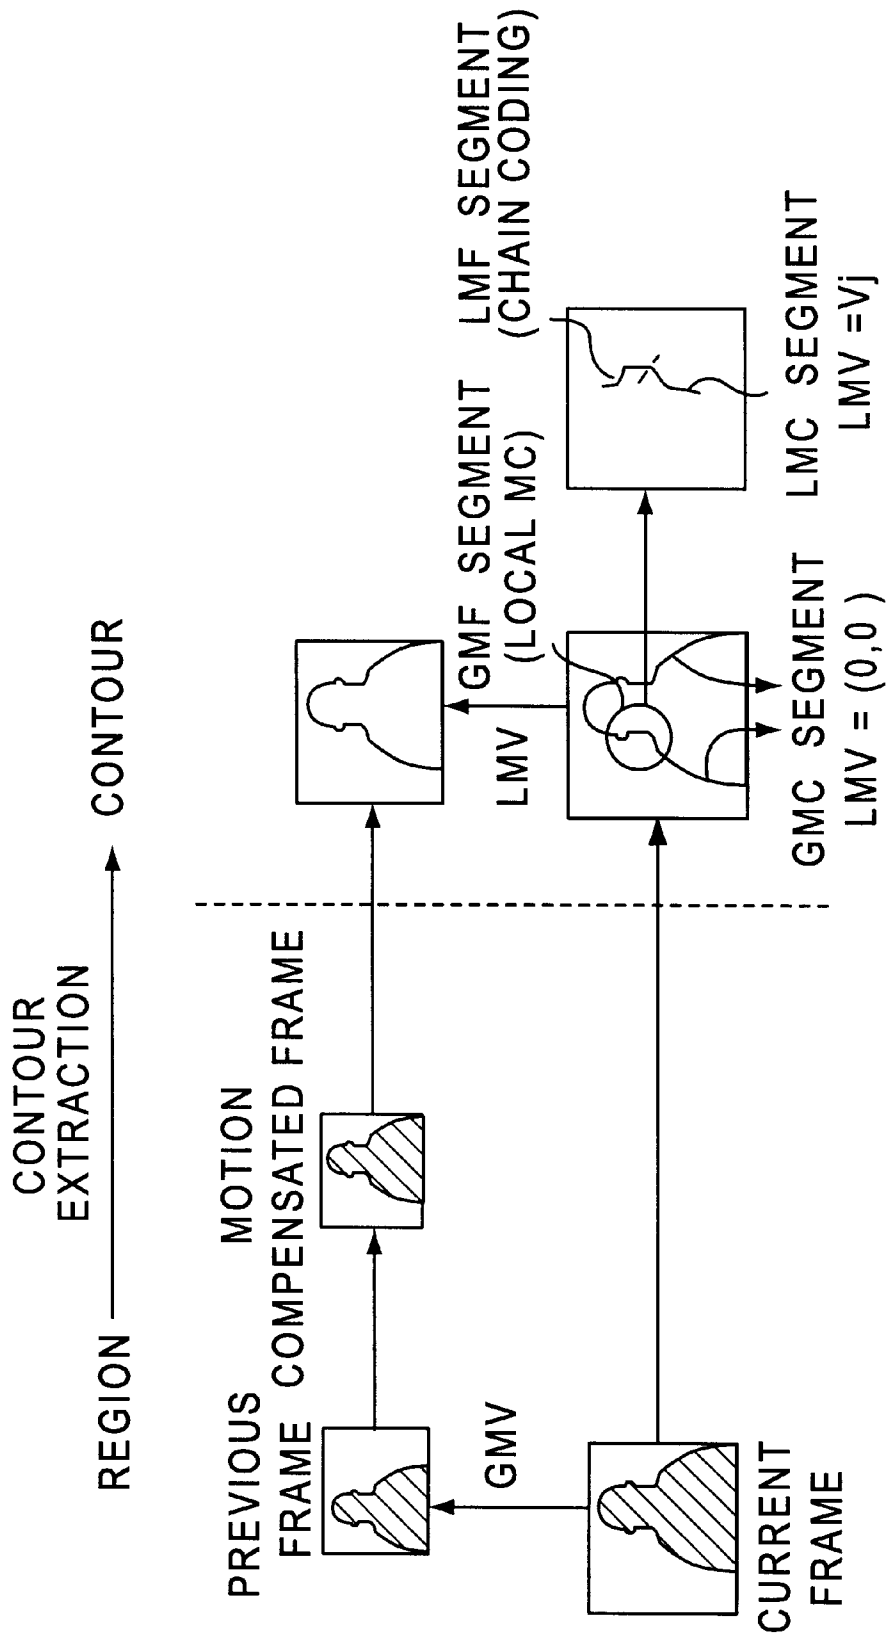 CONTOUR
EXTRACTION
REGION
CONTOUR
PREVIOUS
FRAME
MOTION
COMPENSATED FRAME
GMV
LMV
GMF SEGMENT
(LOCAL MC)
LMF SEGMENT
(CHAIN CODING)
CURRENT
FRAME
GMC SEGMENT
LMV = (0,0)
LMC SEGMENT
LMV =Vj